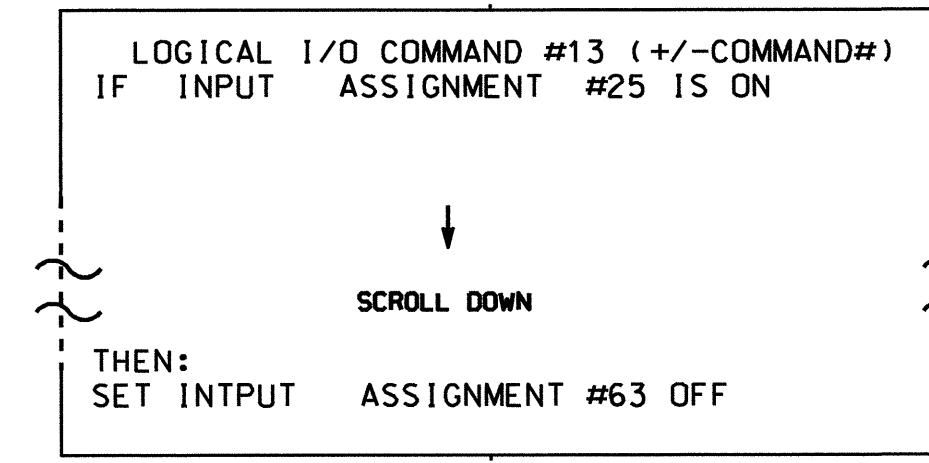 LOGICAL I/O COMMAND #13 (+/-COMMAND#)
IF INPUT ASSIGNMENT #25 IS ON
SCROLL DOWN
THEN:
SET INTPUT ASSIGNMENT #63 OFF